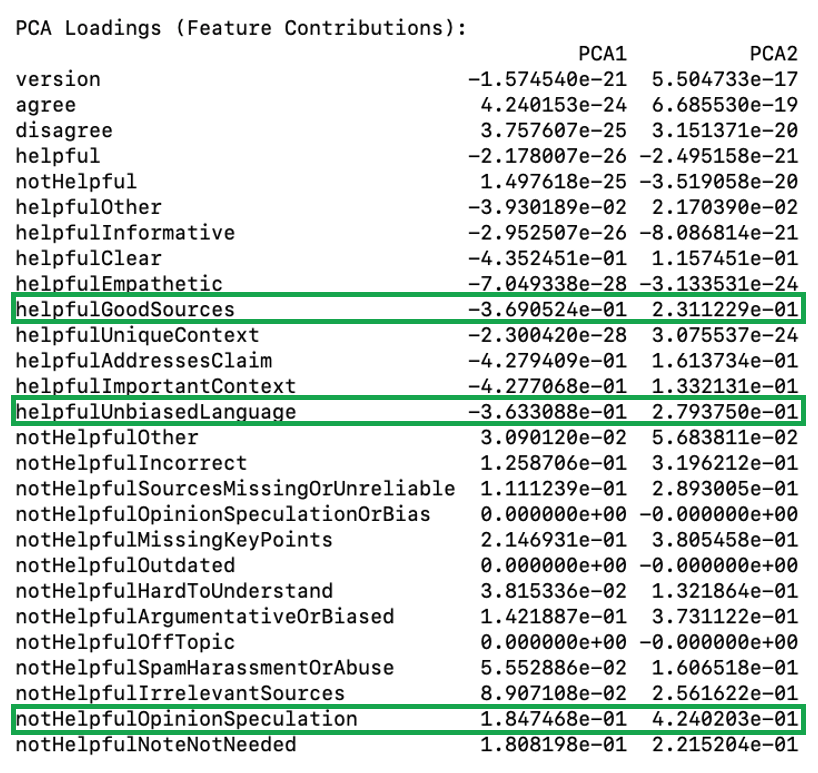 PCA Loadings (Feature Contributions):
PCA1 PCA2
version -1.574540e-21 5.504733e-17
agree 4.240153e-24 6.685530e-19
disagree 3.757607e-25 3.151371e-20
helpful -2.178007e-26 -2.495158e-21
notHelpful 1.497618e-25 -3.519058e-20
helpfulOther -3.930189e-02 2.170390e-02
helpfulInformative -2.952507e-26 -8.086814e-21
helpfulClear -4.352451e-01 1.157451e-01
helpfulEmpathetic -7.049338e-28 -3.133531e-24
helpfulGoodSources -3.690524e-01 2.311229e-01
helpfulUniqueContext -2.300420e-28 3.075537e-24
helpfulAddressesClaim -4.279409e-01 1.613734e-01
helpfulImportantContext -4.277068e-01 1.332131e-01
helpfulUnbiasedLanguage -3.633088e-01 2.793750e-01
notHelpfulOther 3.090120e-02 5.683811e-02
notHelpfulIncorrect 1.258706e-01 3.196212e-01
notHelpfulSourcesMissingOrUnreliable 1.111239e-01 2.893005e-01
notHelpfulOpinionSpeculationOrBias 0.000000e+00 -0.000000e+00
notHelpfulMissingKeyPoints 2.146931e-01 3.805458e-01
notHelpfulOutdated 0.000000e+00 -0.000000e+00
notHelpfulHardToUnderstand 3.815336e-02 1.321864e-01
notHelpfulArgumentativeOrBiased 1.421887e-01 3.731122e-01
notHelpfulOffTopic 0.000000e+00 -0.000000e+00
notHelpfulSpamHarassmentOrAbuse 5.552886e-02 1.606518e-01
notHelpfulIrrelevantSources 8.907108e-02 2.561622e-01
notHelpfulOpinionSpeculation 1.847468e-01 4.240203e-01
notHelpfulNoteNotNeeded 1.808198e-01 2.215204e-01